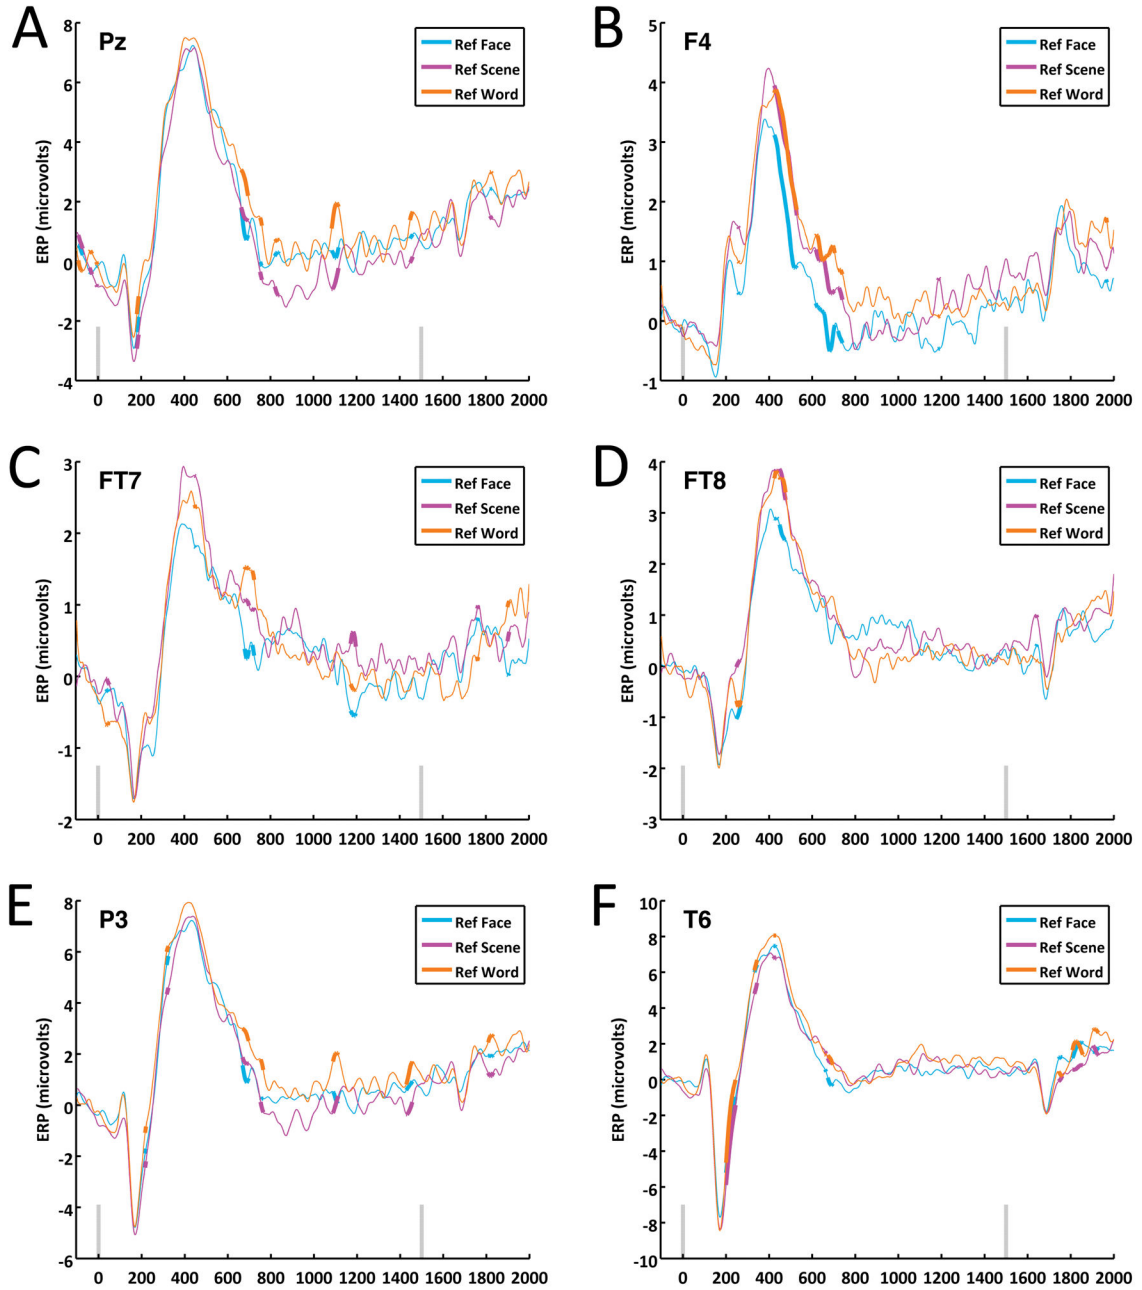 A
Pz
Ref Face
Ref Scene
Ref Word
ERP (microvolts)
8
6
4
2
0
-2
-4
0 200 400 600 800 1000 1200 1400 1600 1800 2000
B
F4
Ref Face
Ref Scene
Ref Word
ERP (microvolts)
5
4
3
2
1
0
-1
0 200 400 600 800 1000 1200 1400 1600 1800 2000
C
FT7
Ref Face
Ref Scene
Ref Word
ERP (microvolts)
3
2
1
0
-1
-2
0 200 400 600 800 1000 1200 1400 1600 1800 2000
D
FT8
Ref Face
Ref Scene
Ref Word
ERP (microvolts)
4
3
2
1
0
-1
-2
-3
0 200 400 600 800 1000 1200 1400 1600 1800 2000
E
P3
Ref Face
Ref Scene
Ref Word
ERP (microvolts)
8
6
4
2
0
-2
-4
-6
0 200 400 600 800 1000 1200 1400 1600 1800 2000
F
T6
Ref Face
Ref Scene
Ref Word
ERP (microvolts)
10
8
6
4
2
0
-2
-4
-6
-8
-10
0 200 400 600 800 1000 1200 1400 1600 1800 2000